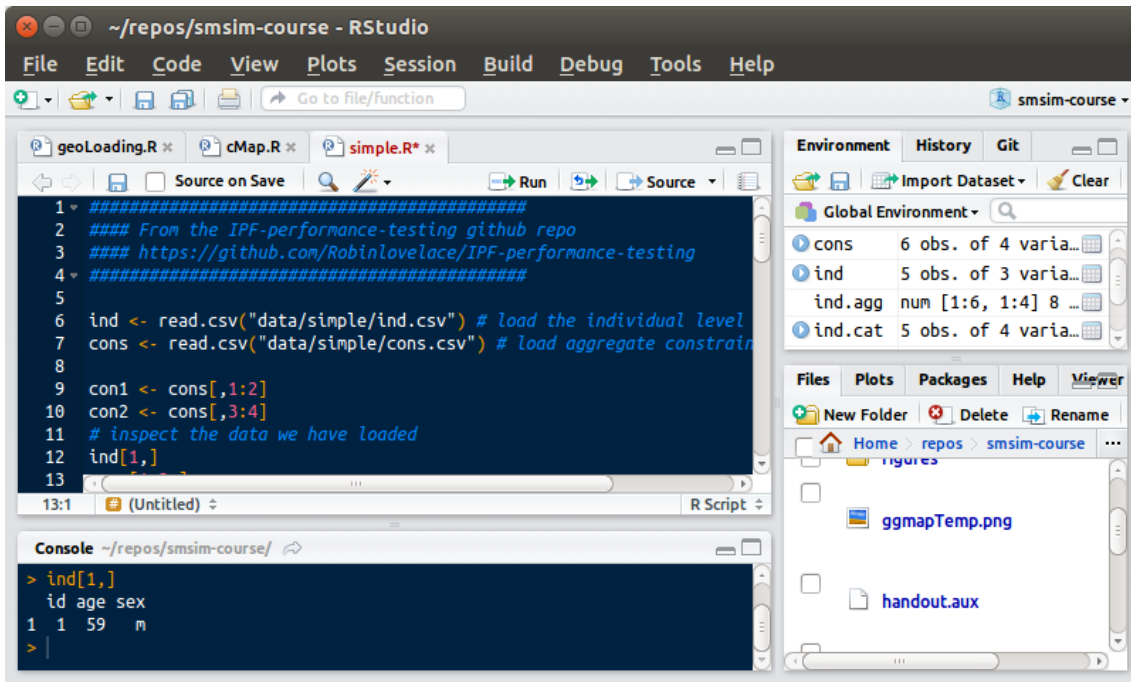 ~/repos/smsim-course - RStudio
File Edit Code View Plots Session Build Debug Tools Help
Go to file/function
smsim-course
geoLoading.R cMap.R simple.R*
Source on Save Run Source
1 ############################################
2 #### From the IPF-performance-testing github repo
3 #### https://github.com/Robinlovelace/IPF-performance-testing
4 ############################################
5
6 ind <- read.csv("data/simple/ind.csv") # load the individual level
7 cons <- read.csv("data/simple/cons.csv") # load aggregate constrain
8
9 con1 <- cons[,1:2]
10 con2 <- cons[,3:4]
11 # inspect the data we have loaded
12 ind[1,]
13
13:1 # (Untitled) R Script
Console ~/repos/smsim-course/
> ind[1,]
id age sex
1 1 59 m
>
Environment History Git
Import Dataset Clear
Global Environment
cons 6 obs. of 4 varia…
ind 5 obs. of 3 varia…
ind.agg num [1:6, 1:4] 8 …
ind.cat 5 obs. of 4 varia…
Files Plots Packages Help Viewer
New Folder Delete Rename
Home > repos > smsim-course ...
figures
ggmapTemp.png
handout.aux